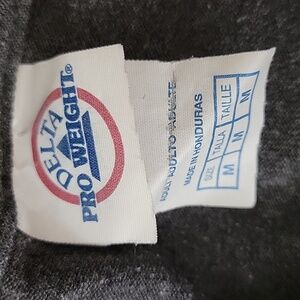 DELTA
PRO WEIGHT®
ADULT ADULTO ADULTE
MADE IN HONDURAS
SIZE TALLA TAILLE
M M M